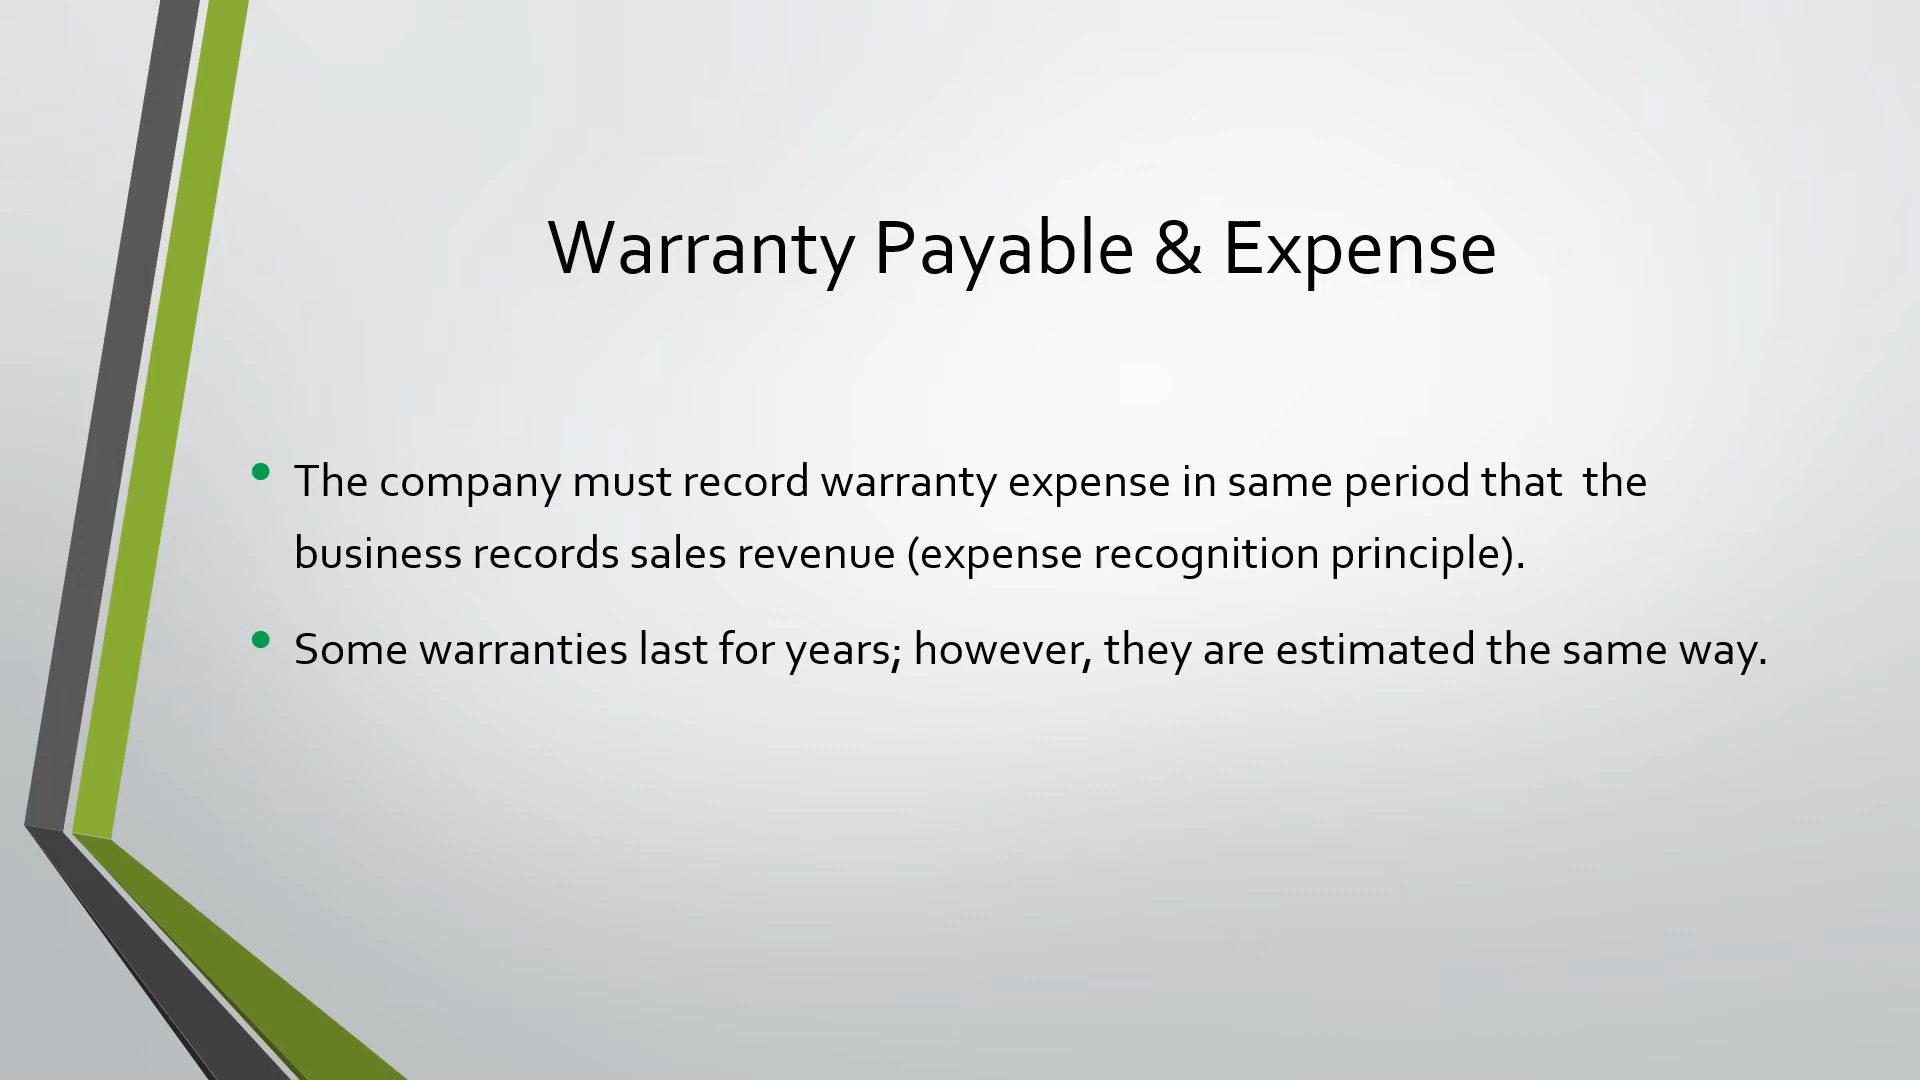 Warranty Payable & Expense
• The company must record warranty expense in same period that  the
business records sales revenue (expense recognition principle).
• Some warranties last for years; however, they are estimated the same way.